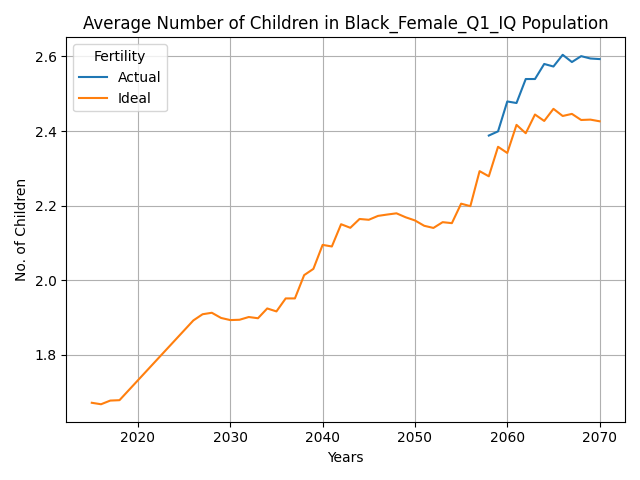 Average Number of Children in Black_Female_Q1_IQ Population
Fertility
Actual
Ideal
2.6
2.4
2.2
2.0
1.8
No. of Children
2020 2030 2040 2050 2060 2070
Years